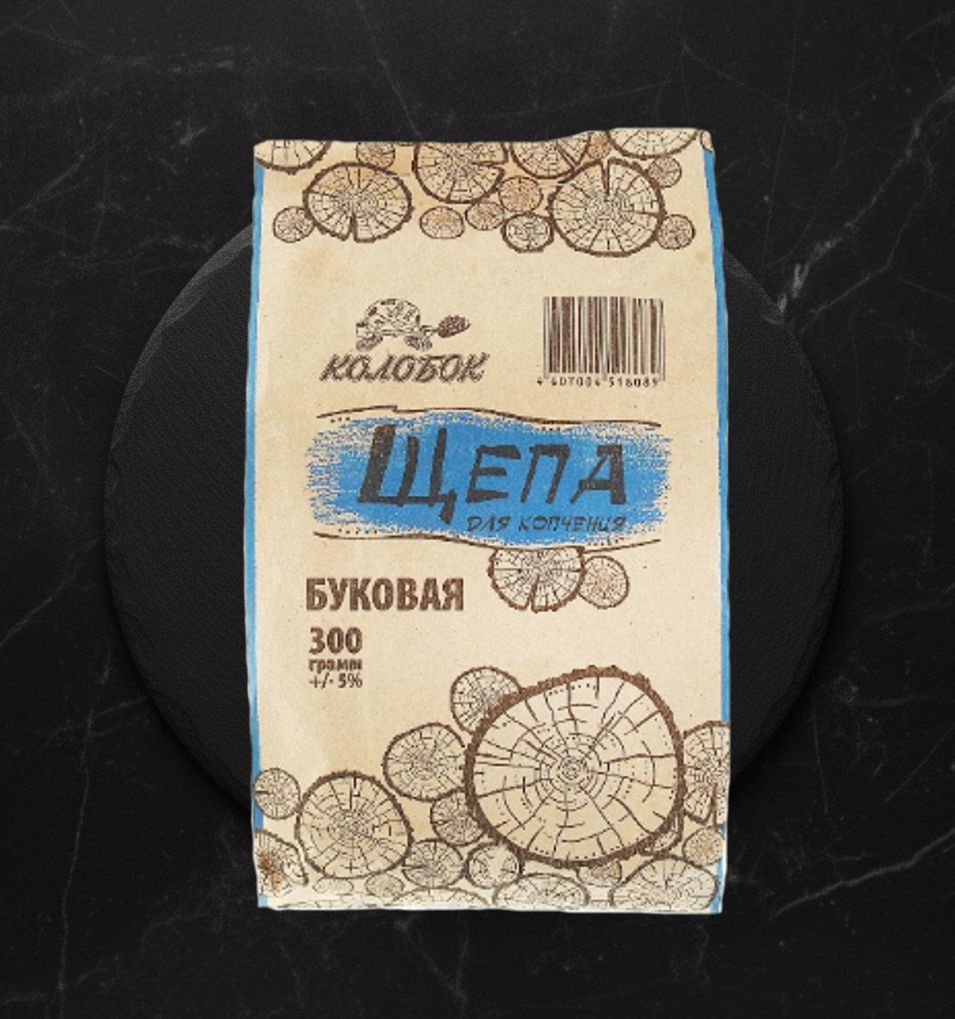 КОЛОБОК
4 607004 518089
ЩЕПА
ДЛЯ КОПЧЕНИЯ
БУКОВАЯ
300
грамм
+/- 5%